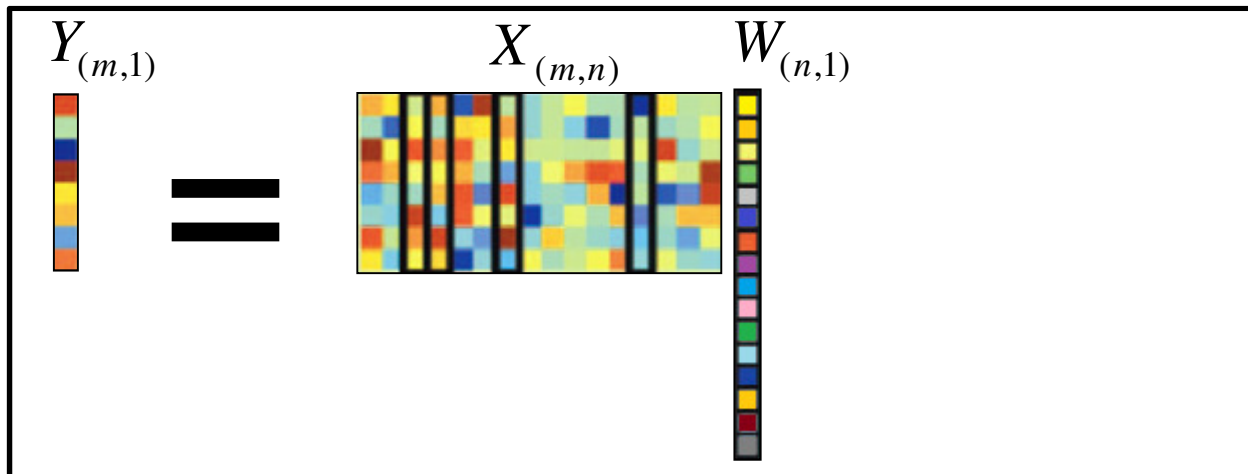 Y(m,1) = X(m,n) W(n,1)